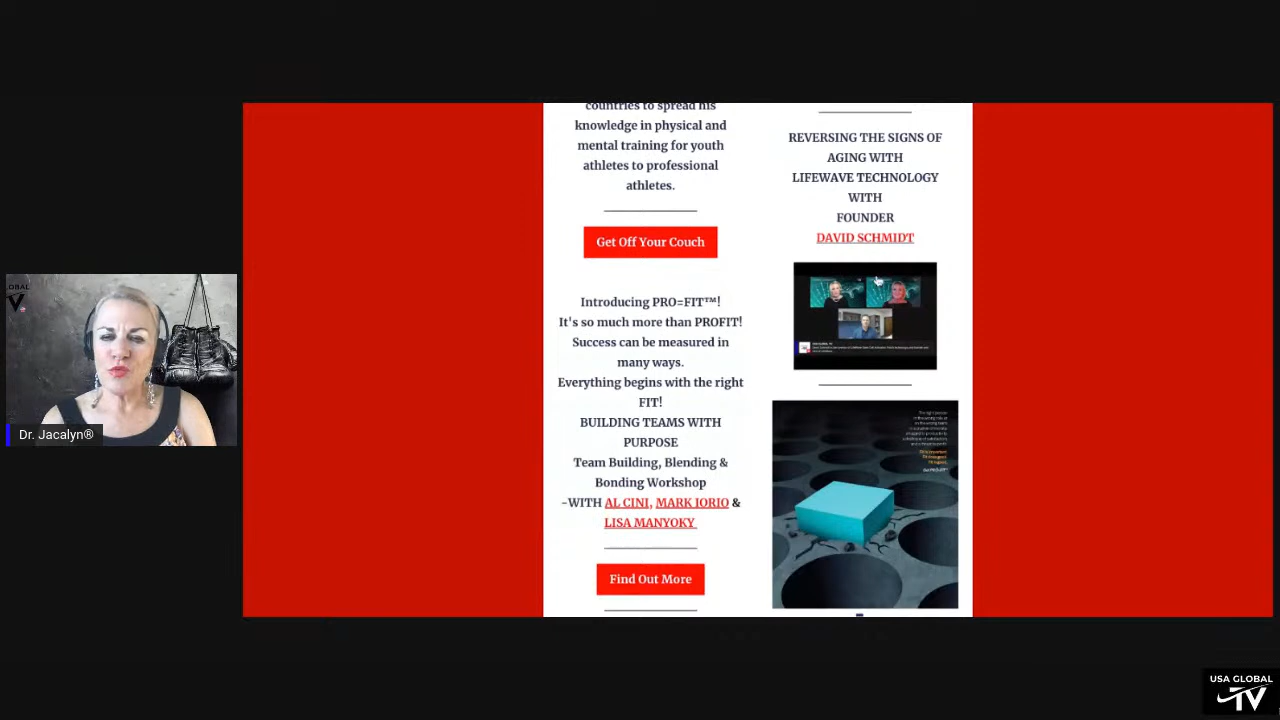 countries to spread his
knowledge in physical and
mental training for youth
athletes to professional
athletes.
Get Off Your Couch
Introducing PRO=FIT™!
It's so much more than PROFIT!
Success can be measured in
many ways.
Everything begins with the right
FIT!
BUILDING TEAMS WITH
PURPOSE
Team Building, Blending &
Bonding Workshop
-WITH AL CINI, MARK IORIO &
LISA MANYOKY
Find Out More
REVERSING THE SIGNS OF
AGING WITH
LIFEWAVE TECHNOLOGY
WITH
FOUNDER
DAVID SCHMIDT
Dr. Jacalyn®
USA GLOBAL
TV